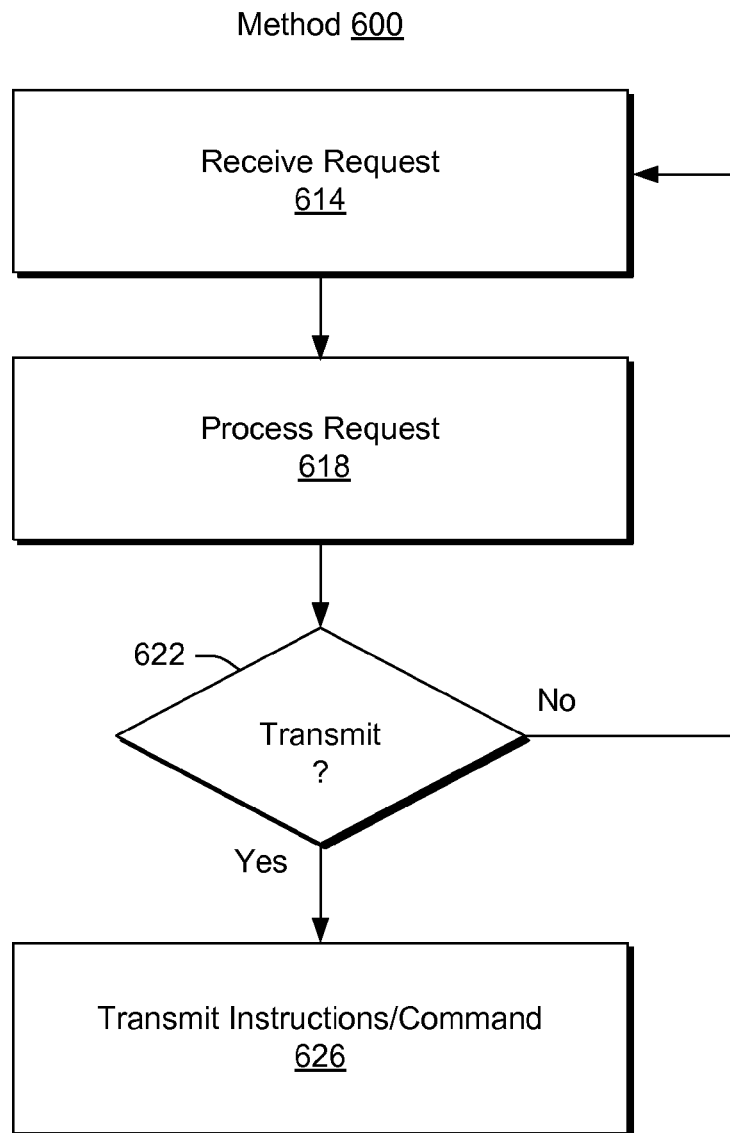 Method 600
Receive Request
614
Process Request
618
622
Transmit
?
No
Yes
Transmit Instructions/Command
626